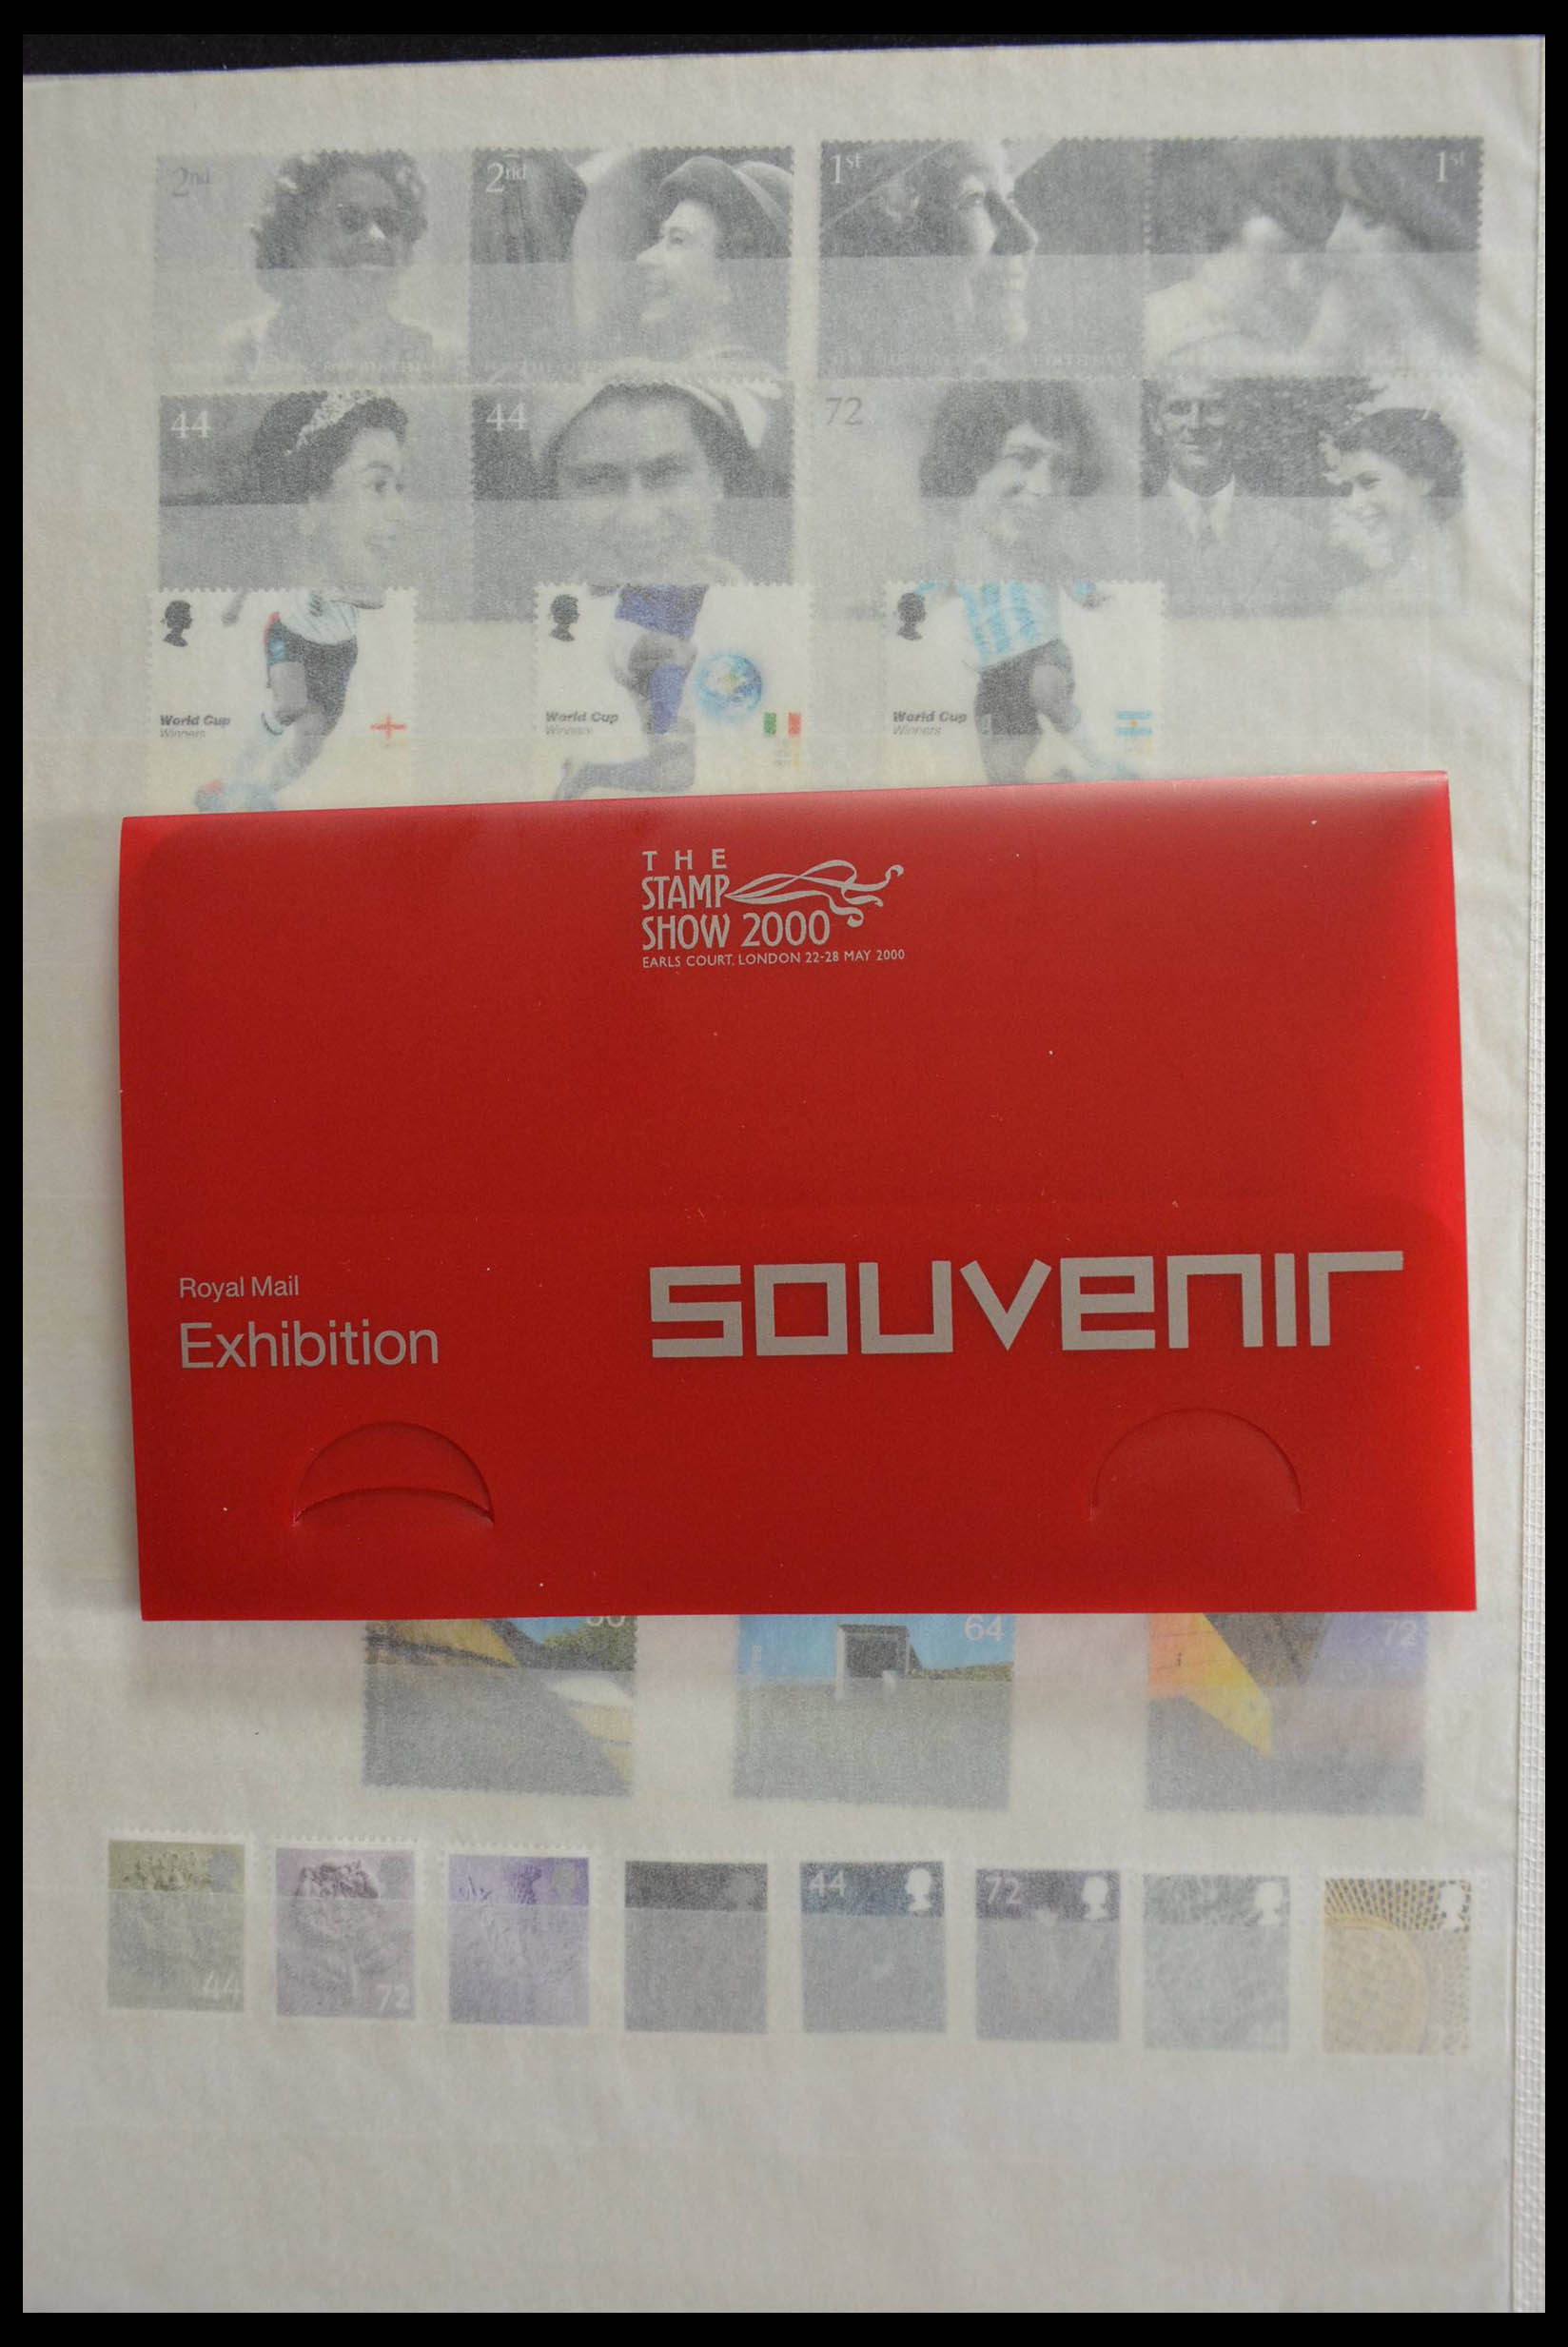 2nd
2nd
1st
1st
44
44
72
World Cup
Winners
World Cup
Winners
World Cup
Winners
THE
STAMP
SHOW 2000
EARLS COURT, LONDON 22-28 MAY 2000
Royal Mail
Exhibition
souvenir
64
72
44
72
44
72